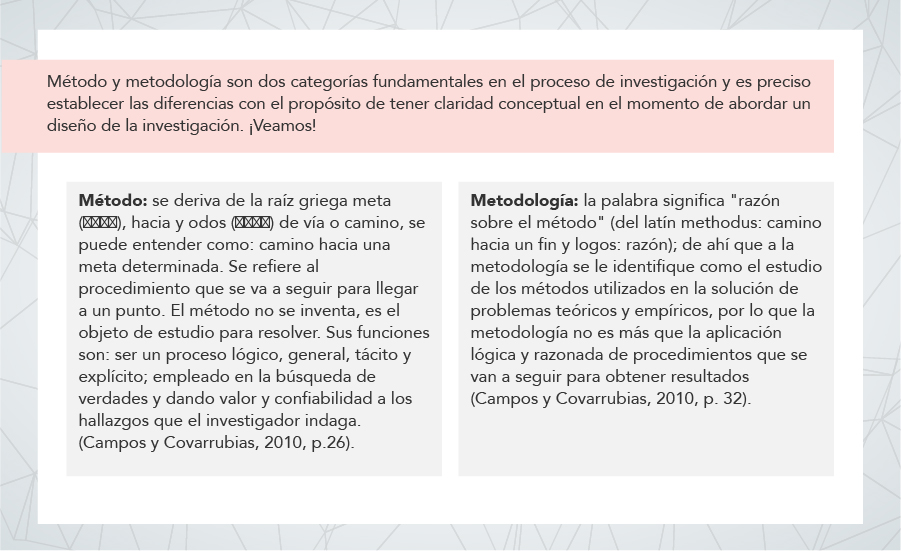 Método y metodología son dos categorías fundamentales en el proceso de investigación y es preciso
establecer las diferencias con el propósito de tener claridad conceptual en el momento de abordar un
diseño de la investigación. ¡Veamos!
Método: se deriva de la raíz griega meta
(), hacia y odos () de vía o camino, se
puede entender como: camino hacia una
meta determinada. Se refiere al
procedimiento que se va a seguir para llegar
a un punto. El método no se inventa, es el
objeto de estudio para resolver. Sus funciones
son: ser un proceso lógico, general, tácito y
explícito; empleado en la búsqueda de
verdades y dando valor y confiabilidad a los
hallazgos que el investigador indaga.
(Campos y Covarrubias, 2010, p.26).
Metodología: la palabra significa "razón
sobre el método" (del latín methodus: camino
hacia un fin y logos: razón); de ahí que a la
metodología se le identifique como el estudio
de los métodos utilizados en la solución de
problemas teóricos y empíricos, por lo que la
metodología no es más que la aplicación
lógica y razonada de procedimientos que se
van a seguir para obtener resultados
(Campos y Covarrubias, 2010, p. 32).